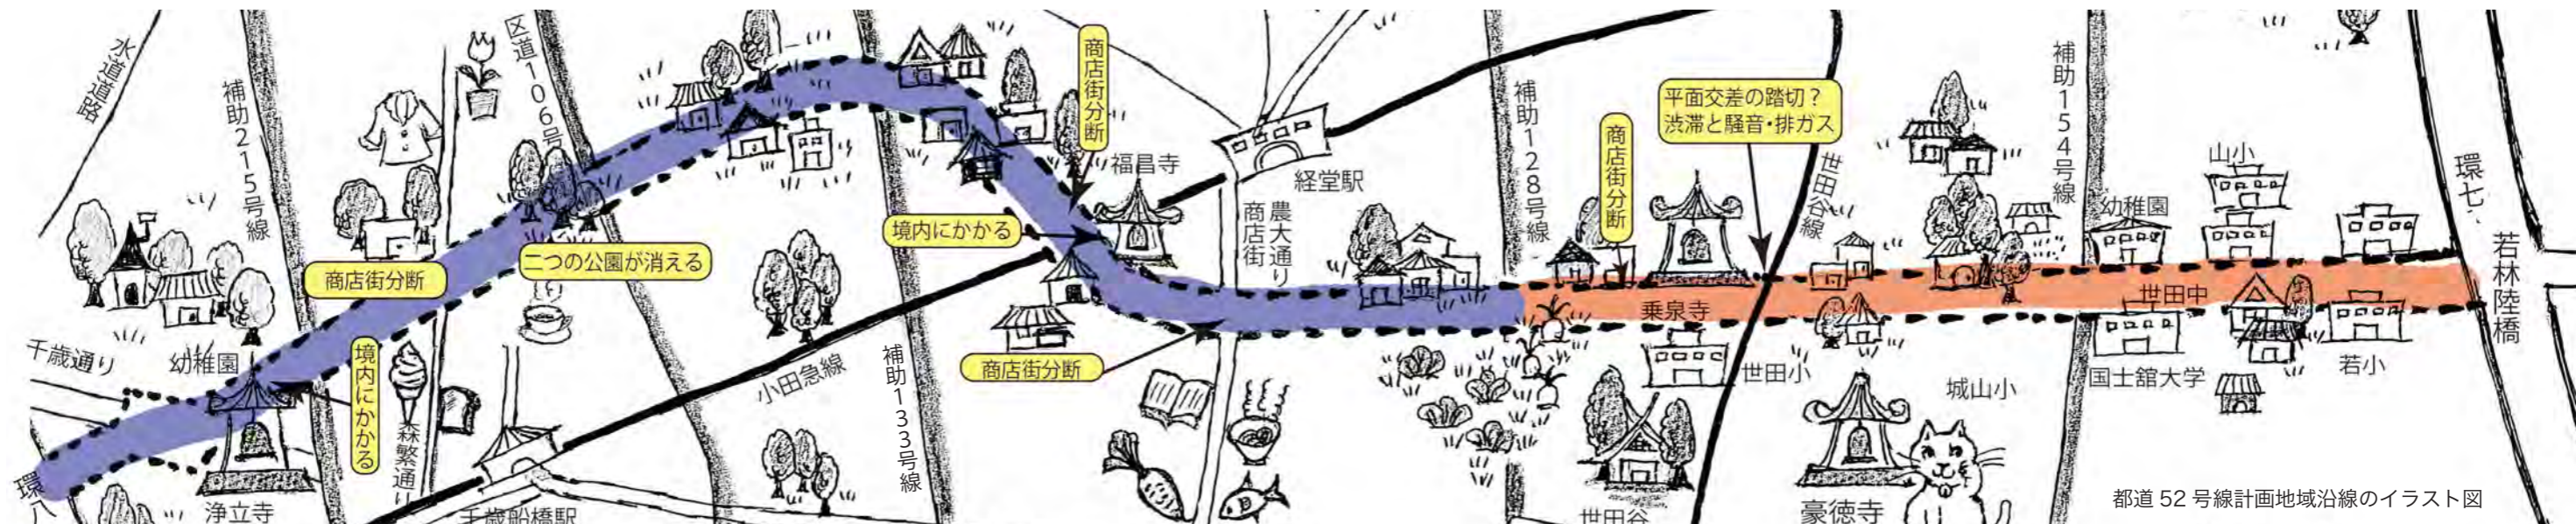 水道道路
補助215号線
区道106号
商店街分断
福昌寺
経堂駅
補助128号線
商店街分断
平面交差の踏切？
渋滞と騒音・排ガス
世田谷線
補助154号線
幼稚園
山小
環七
若林陸橋
境内にかかる
農大通り
商店街
商店街分断
二つの公園が消える
乗泉寺
世田中
千歳通り
幼稚園
境内にかかる
森繁通り
小田急線
補助133号線
商店街分断
世田小
城山小
国士舘大学
若小
環八
浄立寺
千歳船橋駅
世田谷
豪徳寺
都道 52 号線計画地域沿線のイラスト図